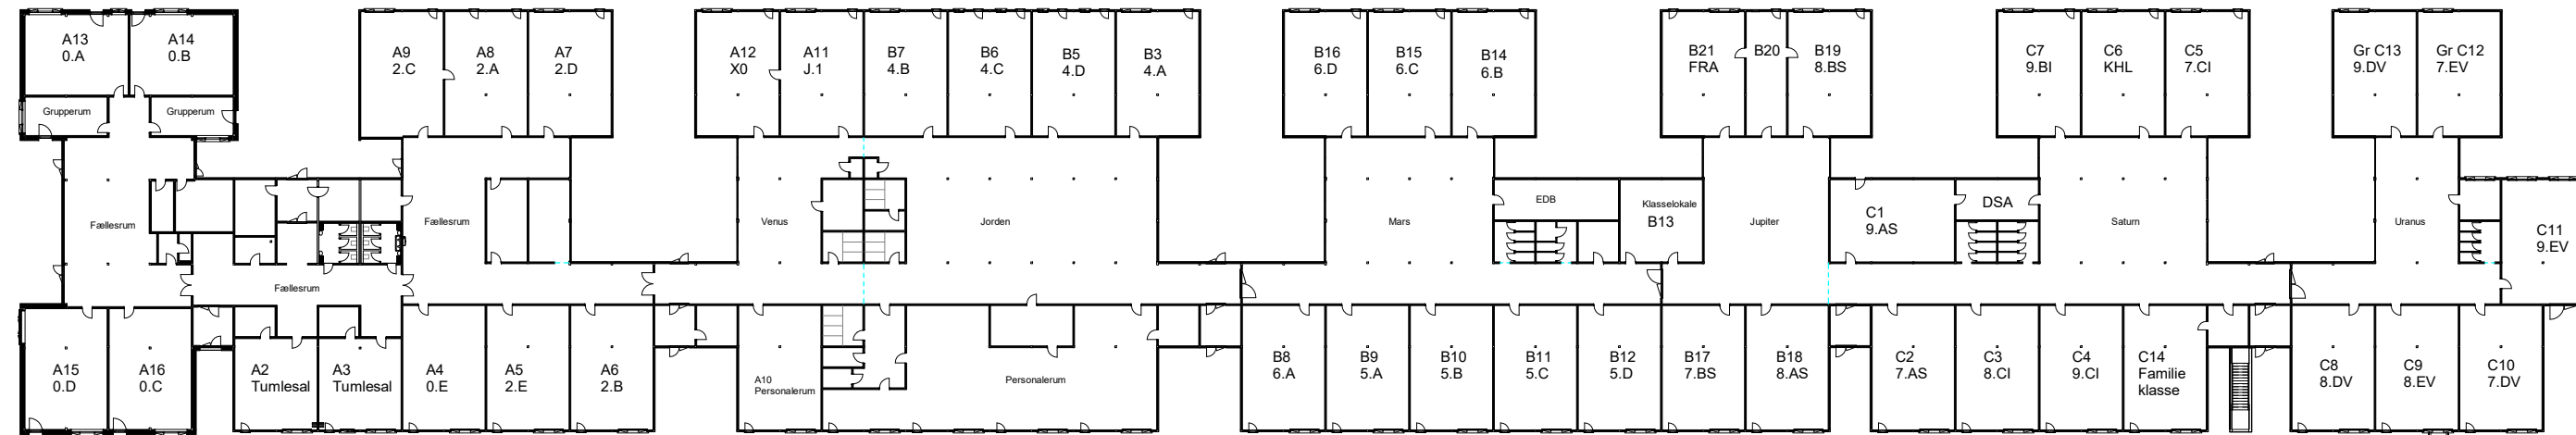 A13
0.A
A14
0.B
Grupperum
Grupperum
A9
2.C
A8
2.A
A7
2.D
A12
X0
A11
J.1
B7
4.B
B6
4.C
B5
4.D
B3
4.A
B16
6.D
B15
6.C
B14
6.B
B21
FRA
B20
B19
8.BS
C7
9.BI
C6
KHL
C5
7.CI
Gr C13
9.DV
Gr C12
7.EV
Fællesrum
Fællesrum
Venus
Jorden
Mars
EDB
Klasselokale
B13
Jupiter
C1
9.AS
DSA
Saturn
Uranus
C11
9.EV
Fællesrum
A15
0.D
A16
0.C
A2
Tumlesal
A3
Tumlesal
A4
0.E
A5
2.E
A6
2.B
A10
Personalerum
Personalerum
B8
6.A
B9
5.A
B10
5.B
B11
5.C
B12
5.D
B17
7.BS
B18
8.AS
C2
7.AS
C3
8.CI
C4
9.CI
C14
Familie
klasse
C8
8.DV
C9
8.EV
C10
7.DV